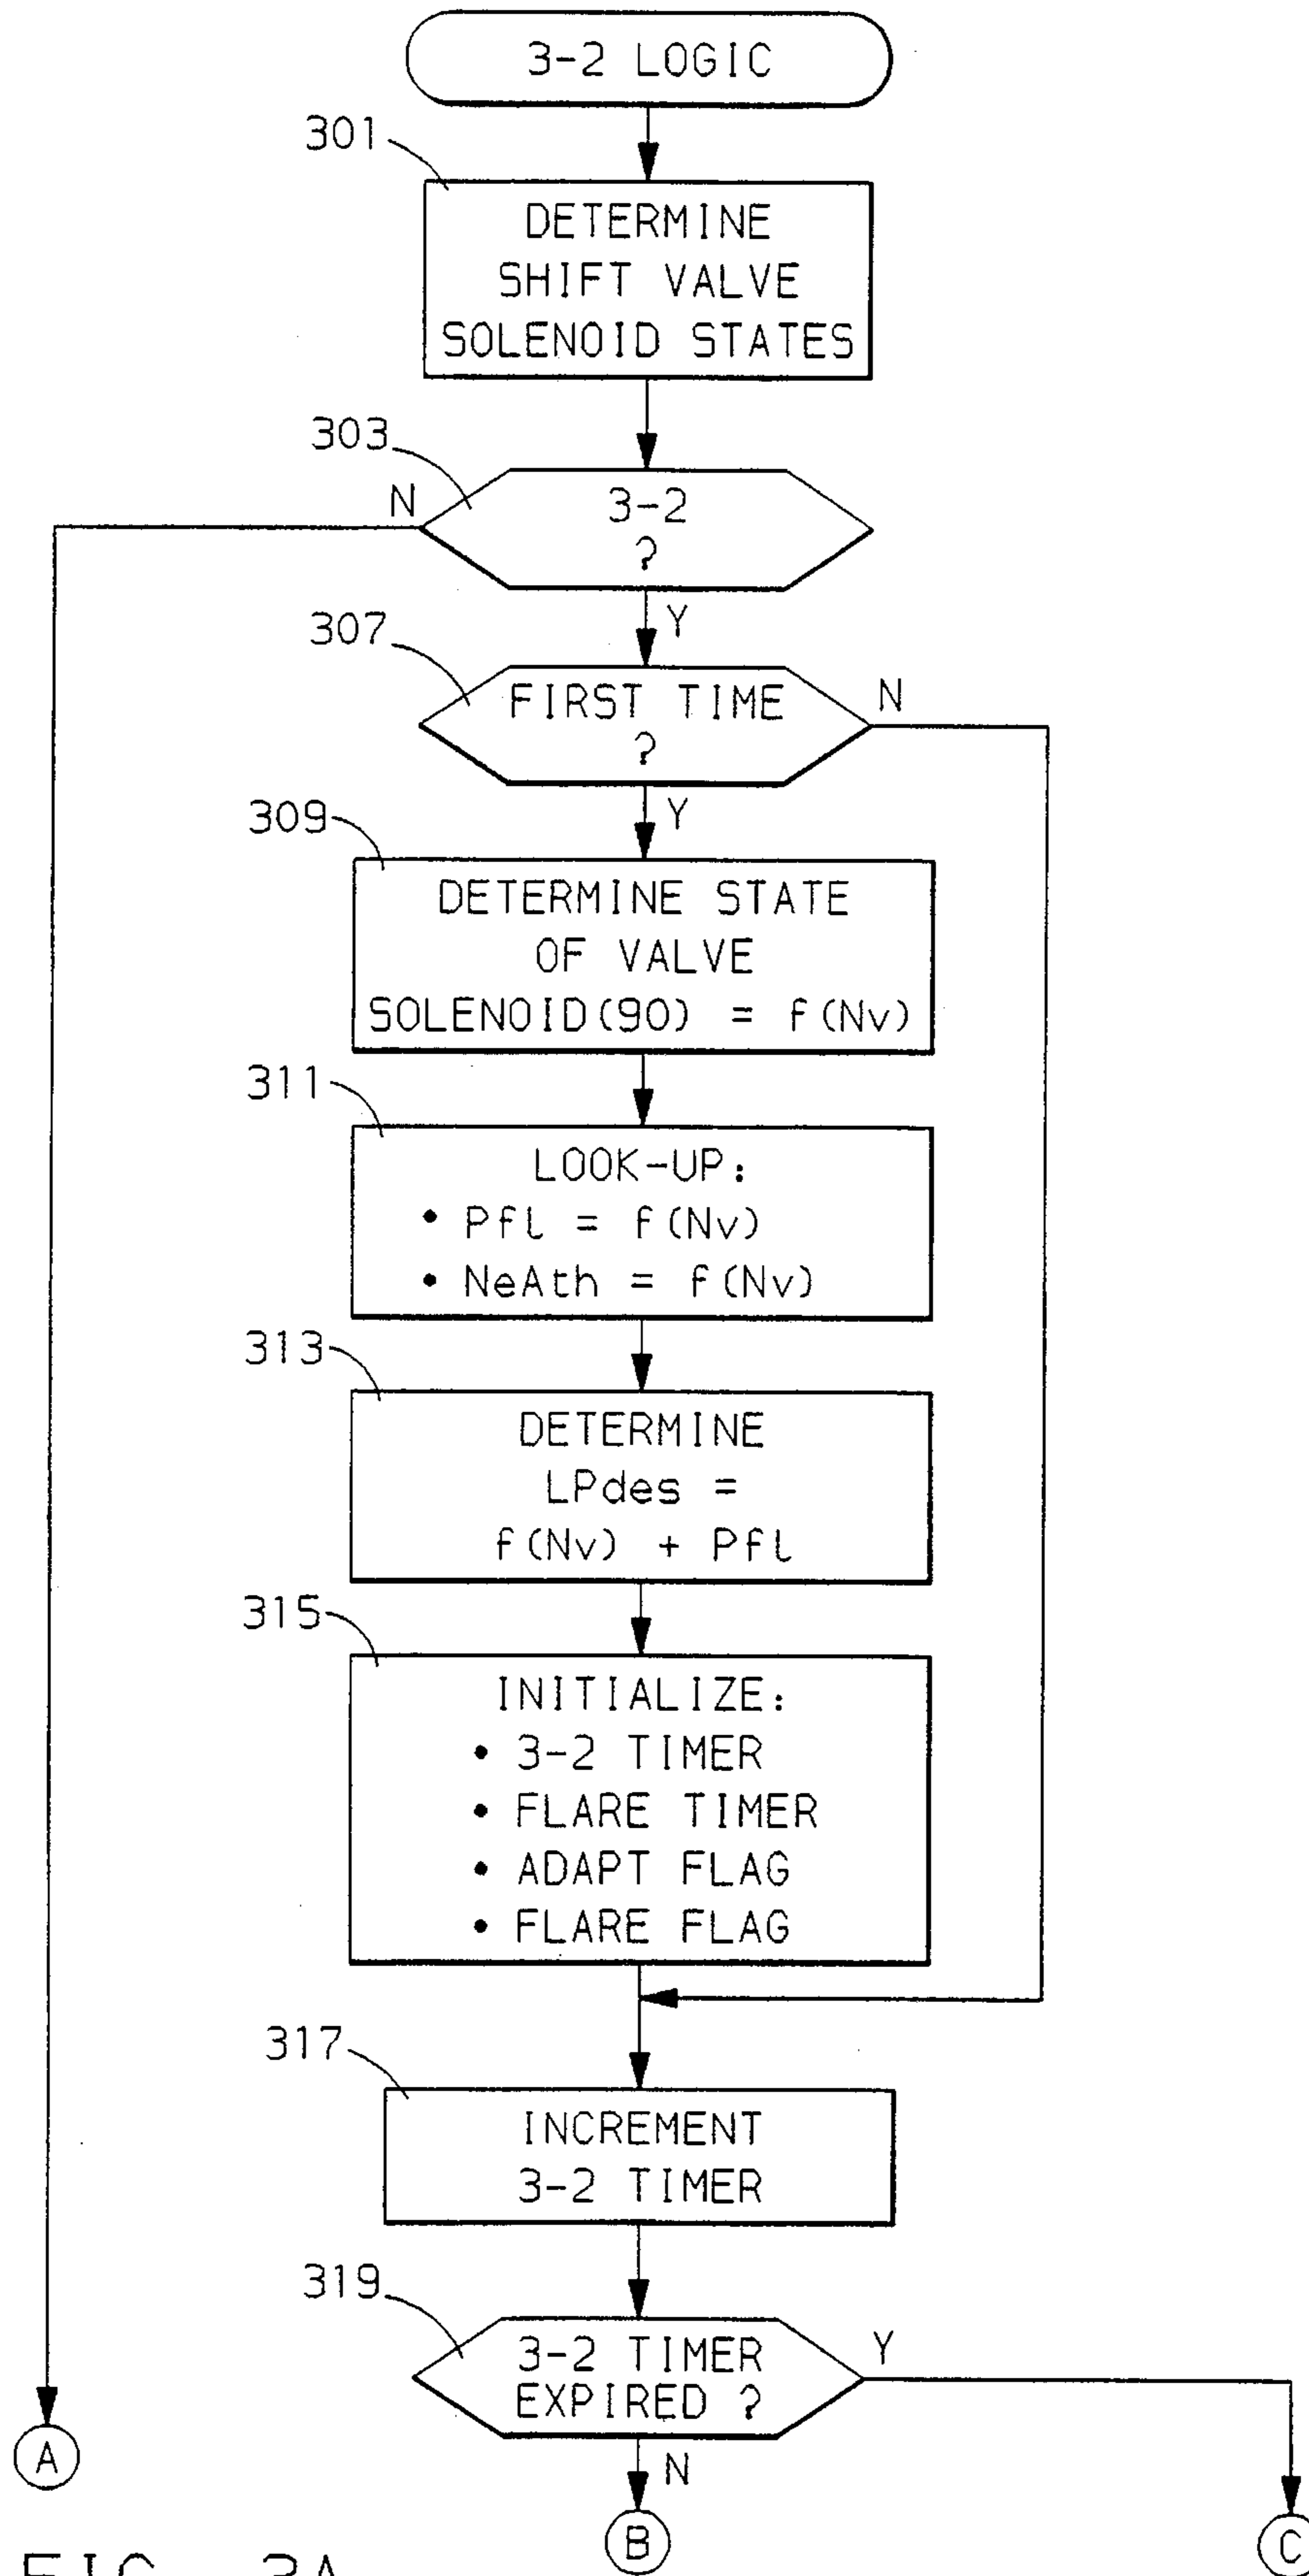 3-2 LOGIC
301
DETERMINE
SHIFT VALVE
SOLENOID STATES
303
N
3-2
?
Y
307
FIRST TIME
?
N
Y
309
DETERMINE STATE
OF VALVE
SOLENOID(90) = f(Nv)
311
LOOK-UP:
• Pfl = f(Nv)
• NeAth = f(Nv)
313
DETERMINE
LPdes =
f(Nv) + Pfl
315
INITIALIZE:
• 3-2 TIMER
• FLARE TIMER
• ADAPT FLAG
• FLARE FLAG
317
INCREMENT
3-2 TIMER
319
3-2 TIMER
EXPIRED ?
Y
N
A
B
C
FIG. 3A